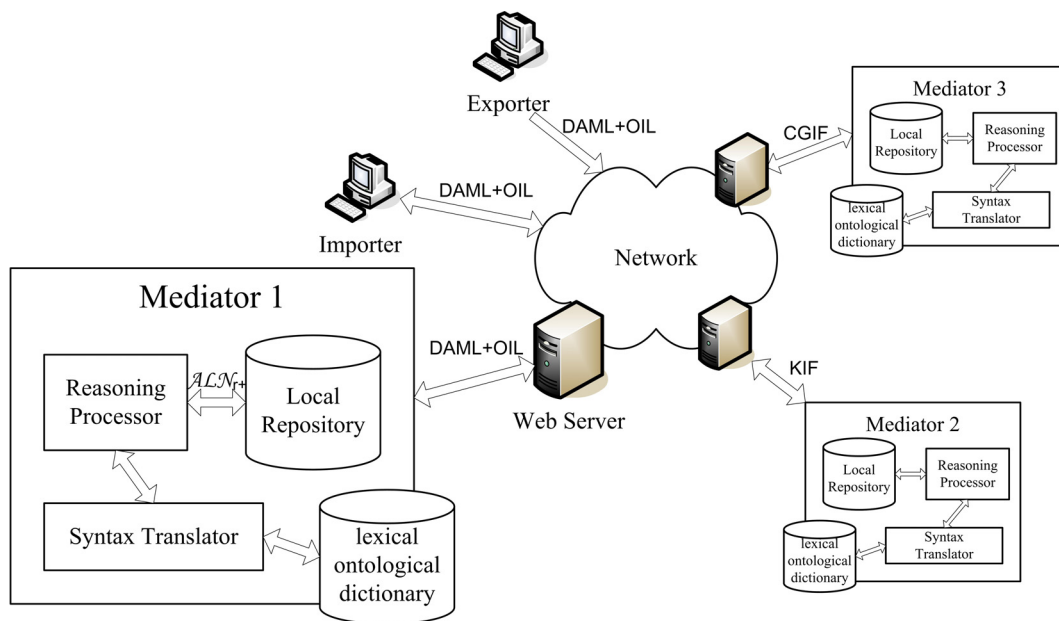 Exporter
DAML+OIL
CGIF
Mediator 3
Local
Repository
Reasoning
Processor
Syntax
Translator
lexical
ontological
dictionary
DAML+OIL
Importer
Network
Mediator 1
Reasoning
Processor
ALN r+
Local
Repository
Syntax Translator
lexical
ontological
dictionary
DAML+OIL
Web Server
KIF
Mediator 2
Local
Repository
Reasoning
Processor
Syntax
Translator
lexical
ontological
dictionary